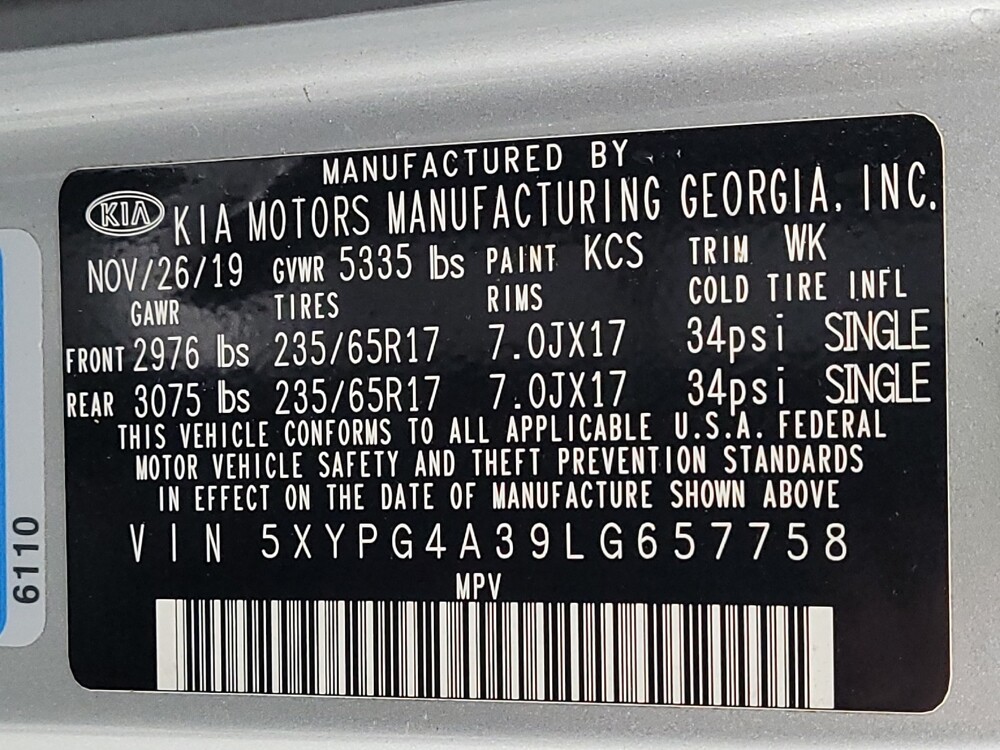 MANUFACTURED BY
KIA KIA MOTORS MANUFACTURING GEORGIA, INC.
NOV/26/19 GVWR 5335 lbs PAINT KCS TRIM WK
GAWR TIRES RIMS COLD TIRE INFL
FRONT 2976 lbs 235/65R17 7.0JX17 34psi SINGLE
REAR 3075 lbs 235/65R17 7.0JX17 34psi SINGLE
THIS VEHICLE CONFORMS TO ALL APPLICABLE U.S.A. FEDERAL
MOTOR VEHICLE SAFETY AND THEFT PREVENTION STANDARDS
IN EFFECT ON THE DATE OF MANUFACTURE SHOWN ABOVE
VIN 5XYPG4A39LG657758
MPV
6110